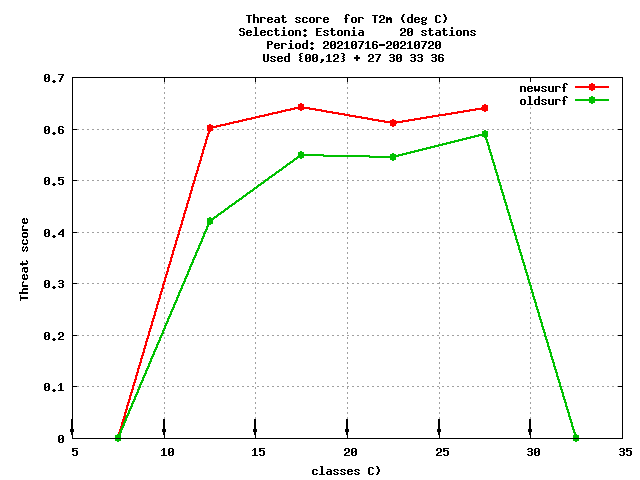 Threat score  for T2m (deg C)
Selection: Estonia     20 stations
Period: 20210716-20210720
Used {00,12} + 27 30 33 36
newsurf
oldsurf
0.7
0.6
0.5
0.4
0.3
0.2
0.1
0
Threat score
5 10 15 20 25 30 35
classes C)